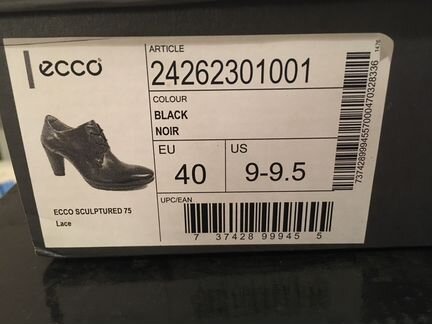 ecco
ARTICLE
24262301001
COLOUR
BLACK
NOIR
EU
40
US
9-9.5
ECCO SCULPTURED 75
Lace
UPC/EAN
7 37428 99945 5